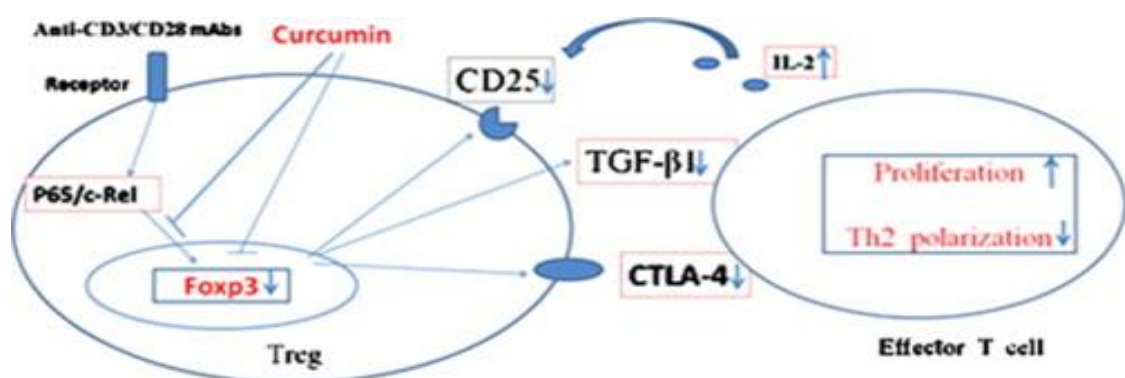 Anti-CD3/CD28 mAbs
Curcumin
Receptor
CD25↓
IL-2↑
P65/c-Rel
TGF-βI↓
Proliferation ↑
Th2 polarization↓
Foxp3↓
CTLA-4↓
Treg
Effector T cell